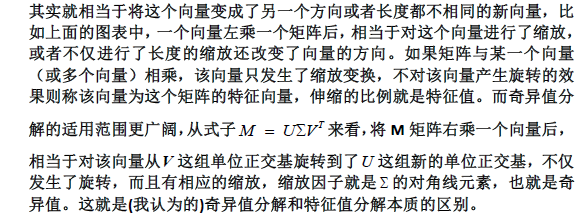 其实就相当于将这个向量变成了另一个方向或者长度都不相同的新向量，比
如上面的图表中，一个向量左乘一个矩阵后，相当于对这个向量进行了缩放，
或者不仅进行了长度的缩放还改变了向量的方向。如果矩阵与某一个向量
（或多个向量）相乘，该向量只发生了缩放变换，不对该向量产生旋转的效
果则称该向量为这个矩阵的特征向量，伸缩的比例就是特征值。而奇异值分
解的适用范围更广阔，从式子 M = UΣVᵀ 来看，将 M 矩阵右乘一个向量后，
相当于对该向量从 V 这组单位正交基旋转到了 U 这组新的单位正交基，不仅
发生了旋转，而且有相应的缩放，缩放因子就是 Σ 的对角线元素，也就是奇
异值。这就是(我认为的)奇异值分解和特征值分解本质的区别。